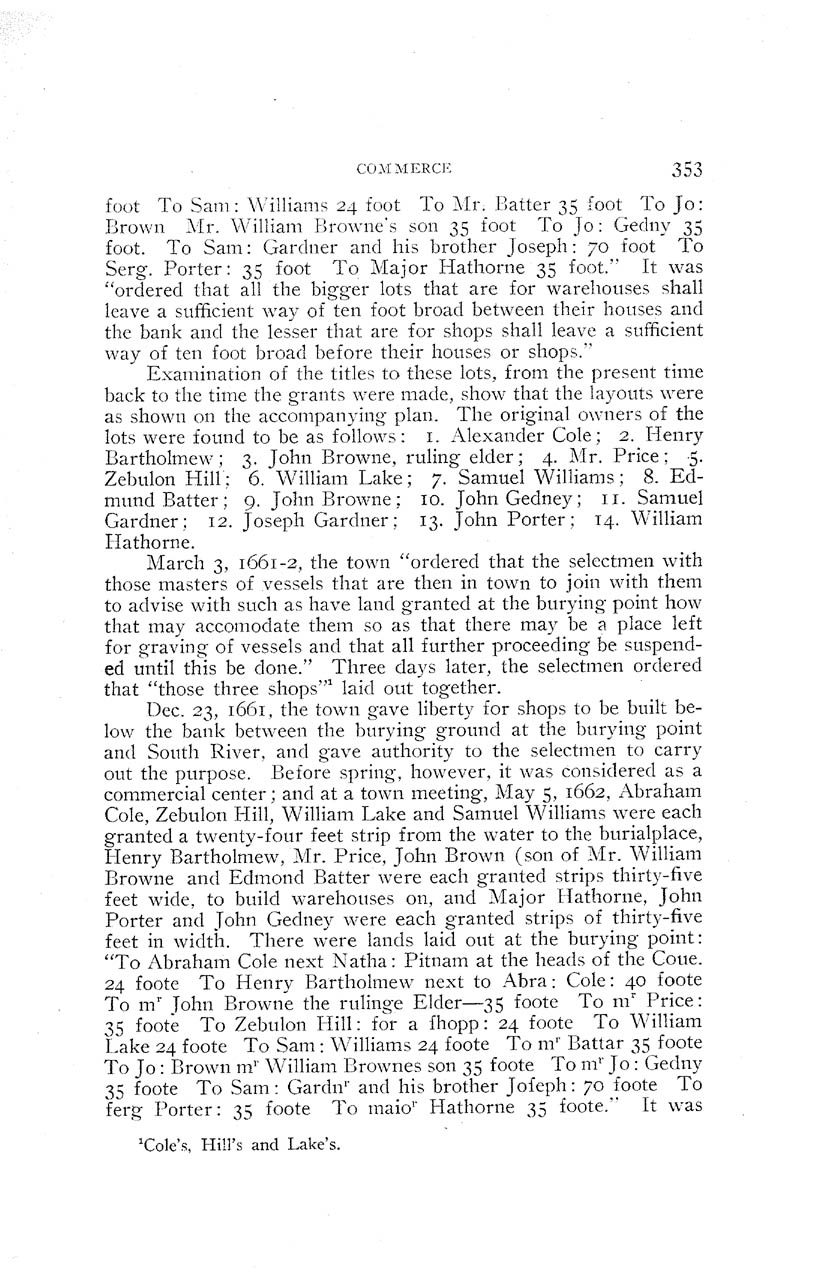 COMMERCE 353
foot To Sam: Williams 24 foot To Mr. Batter 35 foot To Jo:
Brown Mr. William Browne's son 35 foot To Jo: Gedny 35
foot. To Sam: Gardner and his brother Joseph: 70 foot To
Serg. Porter: 35 foot To Major Hathorne 35 foot." It was
"ordered that all the bigger lots that are for warehouses shall
leave a sufficient way of ten foot broad between their houses and
the bank and the lesser that are for shops shall leave a sufficient
way of ten foot broad before their houses or shops."
Examination of the titles to these lots, from the present time
back to the time the grants were made, show that the layouts were
as shown on the accompanying plan. The original owners of the
lots were found to be as follows: 1. Alexander Cole; 2. Henry
Bartholmew; 3. John Browne, ruling elder; 4. Mr. Price; 5.
Zebulon Hill; 6. William Lake; 7. Samuel Williams; 8. Ed-
mund Batter; 9. John Browne; 10. John Gedney; 11. Samuel
Gardner; 12. Joseph Gardner; 13. John Porter; 14. William
Hathorne.
March 3, 1661-2, the town "ordered that the selectmen with
those masters of vessels that are then in town to join with them
to advise with such as have land granted at the burying point how
that may accomodate them so as that there may be a place left
for graving of vessels and that all further proceeding be suspend-
ed until this be done." Three days later, the selectmen ordered
that "those three shops"¹ laid out together.
Dec. 23, 1661, the town gave liberty for shops to be built be-
low the bank between the burying ground at the burying point
and South River, and gave authority to the selectmen to carry
out the purpose. Before spring, however, it was considered as a
commercial center; and at a town meeting, May 5, 1662, Abraham
Cole, Zebulon Hill, William Lake and Samuel Williams were each
granted a twenty-four feet strip from the water to the burialplace,
Henry Bartholmew, Mr. Price, John Brown (son of Mr. William
Browne and Edmond Batter were each granted strips thirty-five
feet wide, to build warehouses on, and Major Hathorne, John
Porter and John Gedney were each granted strips of thirty-five
feet in width. There were lands laid out at the burying point:
"To Abraham Cole next Natha: Pitnam at the heads of the Coue.
24 foote To Henry Bartholmew next to Abra: Cole: 40 foote
To mʳ John Browne the rulinge Elder—35 foote To mʳ Price:
35 foote To Zebulon Hill: for a ſhopp: 24 foote To William
Lake 24 foote To Sam: Williams 24 foote To mʳ Battar 35 foote
To Jo: Brown mʳ William Brownes son 35 foote To mʳ Jo: Gedny
35 foote To Sam: Gardnʳ and his brother Joſeph: 70 foote To
ſerg Porter: 35 foote To maioʳ Hathorne 35 foote." It was
¹Cole's, Hill's and Lake's.